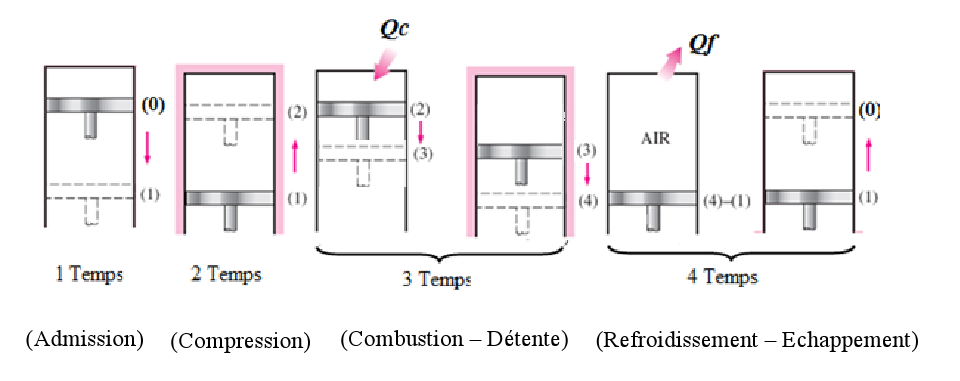 Qc
Qf
(0)
(1)
(2)
(1)
(2)
(3)
(3)
(4)
AIR
(4)–(1)
(0)
(1)
1 Temps
2 Temps
3 Temps
4 Temps
(Admission)
(Compression)
(Combustion – Détente)
(Refroidissement – Echappement)